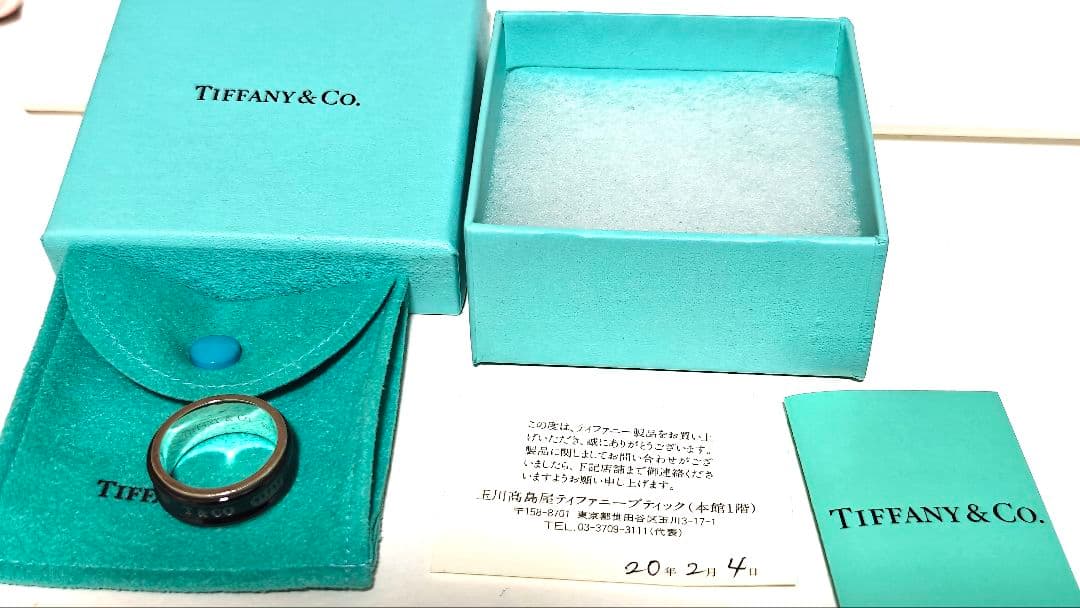 TIFFANY & CO.
TIFF
T & CO
この度は、ティファニー製品をお買い上
げいただき、誠にありがとうございます。
製品に関しましてお問い合わせがござ
いましたら、下記店舗まで御連絡くださ
いますようお願い申し上げます。
玉川髙島屋ティファニーブティック(本館1階)
〒158-8701 東京都世田谷区玉川3-17-1
TEL.03-3709-3111(代表)
20年 2月 4日
TIFFANY & CO.